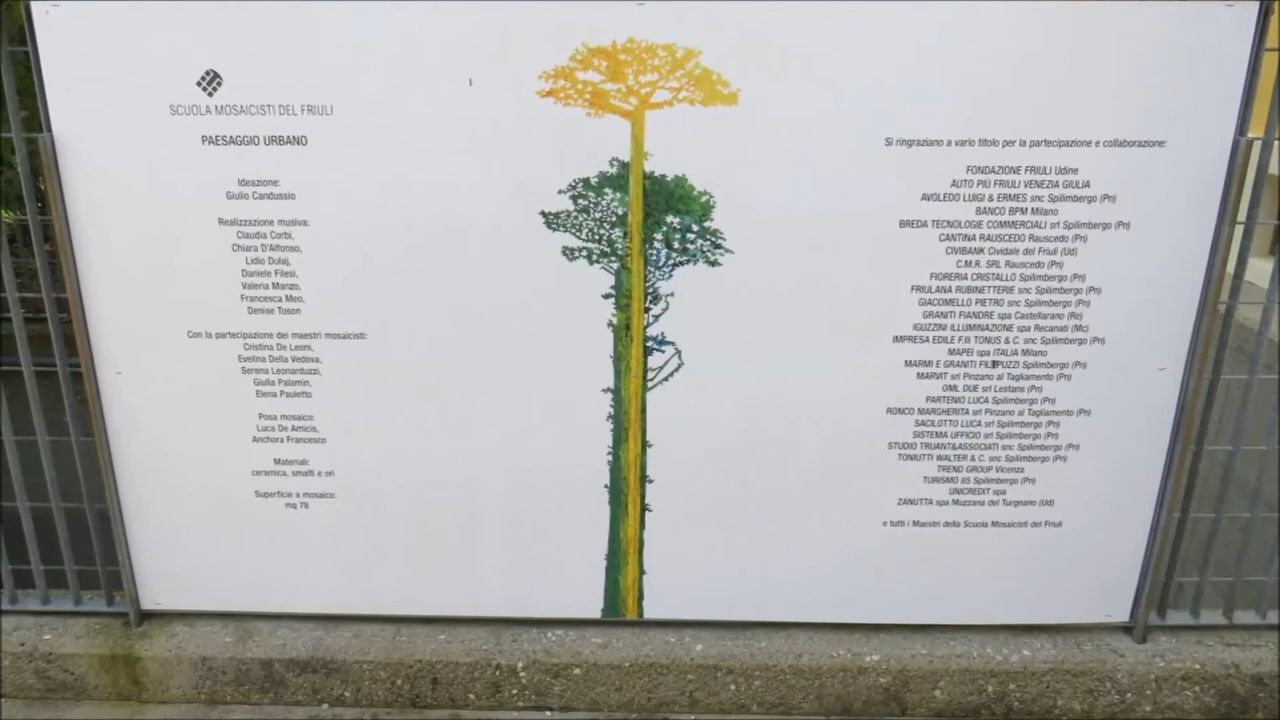 SCUOLA MOSAICISTI DEL FRIULI
PAESAGGIO URBANO
Ideazione:
Giulio Candussio
Realizzazione musiva:
Claudia Corbi,
Chiara D'Alfonso,
Lidio Dulaj,
Daniele Filesi,
Valeria Manzo,
Francesca Meo,
Denise Toson
Con la partecipazione dei maestri mosaicisti:
Cristina De Leoni,
Evelina Della Vedova,
Serena Leonarduzzi,
Giulia Palamin,
Elena Pauletto
Posa mosaico:
Luca De Amicis,
Anchora Francesco
Materiali:
ceramica, smalti e ori
Superficie a mosaico:
mq 76
Si ringraziano a vario titolo per la partecipazione e collaborazione:
FONDAZIONE FRIULI Udine
AUTO PIÙ FRIULI VENEZIA GIULIA
AVOLEDO LUIGI & ERMES snc Spilimbergo (Pn)
BANCO BPM Milano
BREDA TECNOLOGIE COMMERCIALI srl Spilimbergo (Pn)
CANTINA RAUSCEDO Rauscedo (Pn)
CIVIBANK Cividale del Friuli (Ud)
C.M.R. SRL Rauscedo (Pn)
FIORERIA CRISTALLO Spilimbergo (Pn)
FRIULANA RUBINETTERIE snc Spilimbergo (Pn)
GIACOMELLO PIETRO snc Spilimbergo (Pn)
GRANITI FIANDRE spa Castellarano (Re)
IGUZZINI ILLUMINAZIONE spa Recanati (Mc)
IMPRESA EDILE F.lli TONUS & C. snc Spilimbergo (Pn)
MAPEI spa ITALIA Milano
MARMI E GRANITI FILIPPUZZI Spilimbergo (Pn)
MARVIT srl Pinzano al Tagliamento (Pn)
OML DUE srl Lestans (Pn)
PARTENIO LUCA Spilimbergo (Pn)
RONCO MARGHERITA srl Pinzano al Tagliamento (Pn)
SACILOTTO LUCA srl Spilimbergo (Pn)
SISTEMA UFFICIO srl Spilimbergo (Pn)
STUDIO TRUANT&ASSOCIATI snc Spilimbergo (Pn)
TONIUTTI WALTER & C. snc Spilimbergo (Pn)
TREND GROUP Vicenza
TURISMO 85 Spilimbergo (Pn)
UNICREDIT spa
ZANUTTA spa Muzzana del Turgnano (Ud)
e tutti i Maestri della Scuola Mosaicisti del Friuli